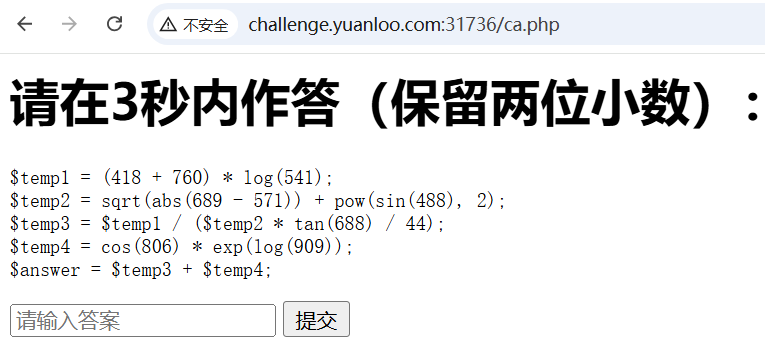 不安全 challenge.yuanloo.com:31736/ca.php
请在3秒内作答（保留两位小数）：
$temp1 = (418 + 760) * log(541);
$temp2 = sqrt(abs(689 - 571)) + pow(sin(488), 2);
$temp3 = $temp1 / ($temp2 * tan(688) / 44);
$temp4 = cos(806) * exp(log(909));
$answer = $temp3 + $temp4;
请输入答案 提交